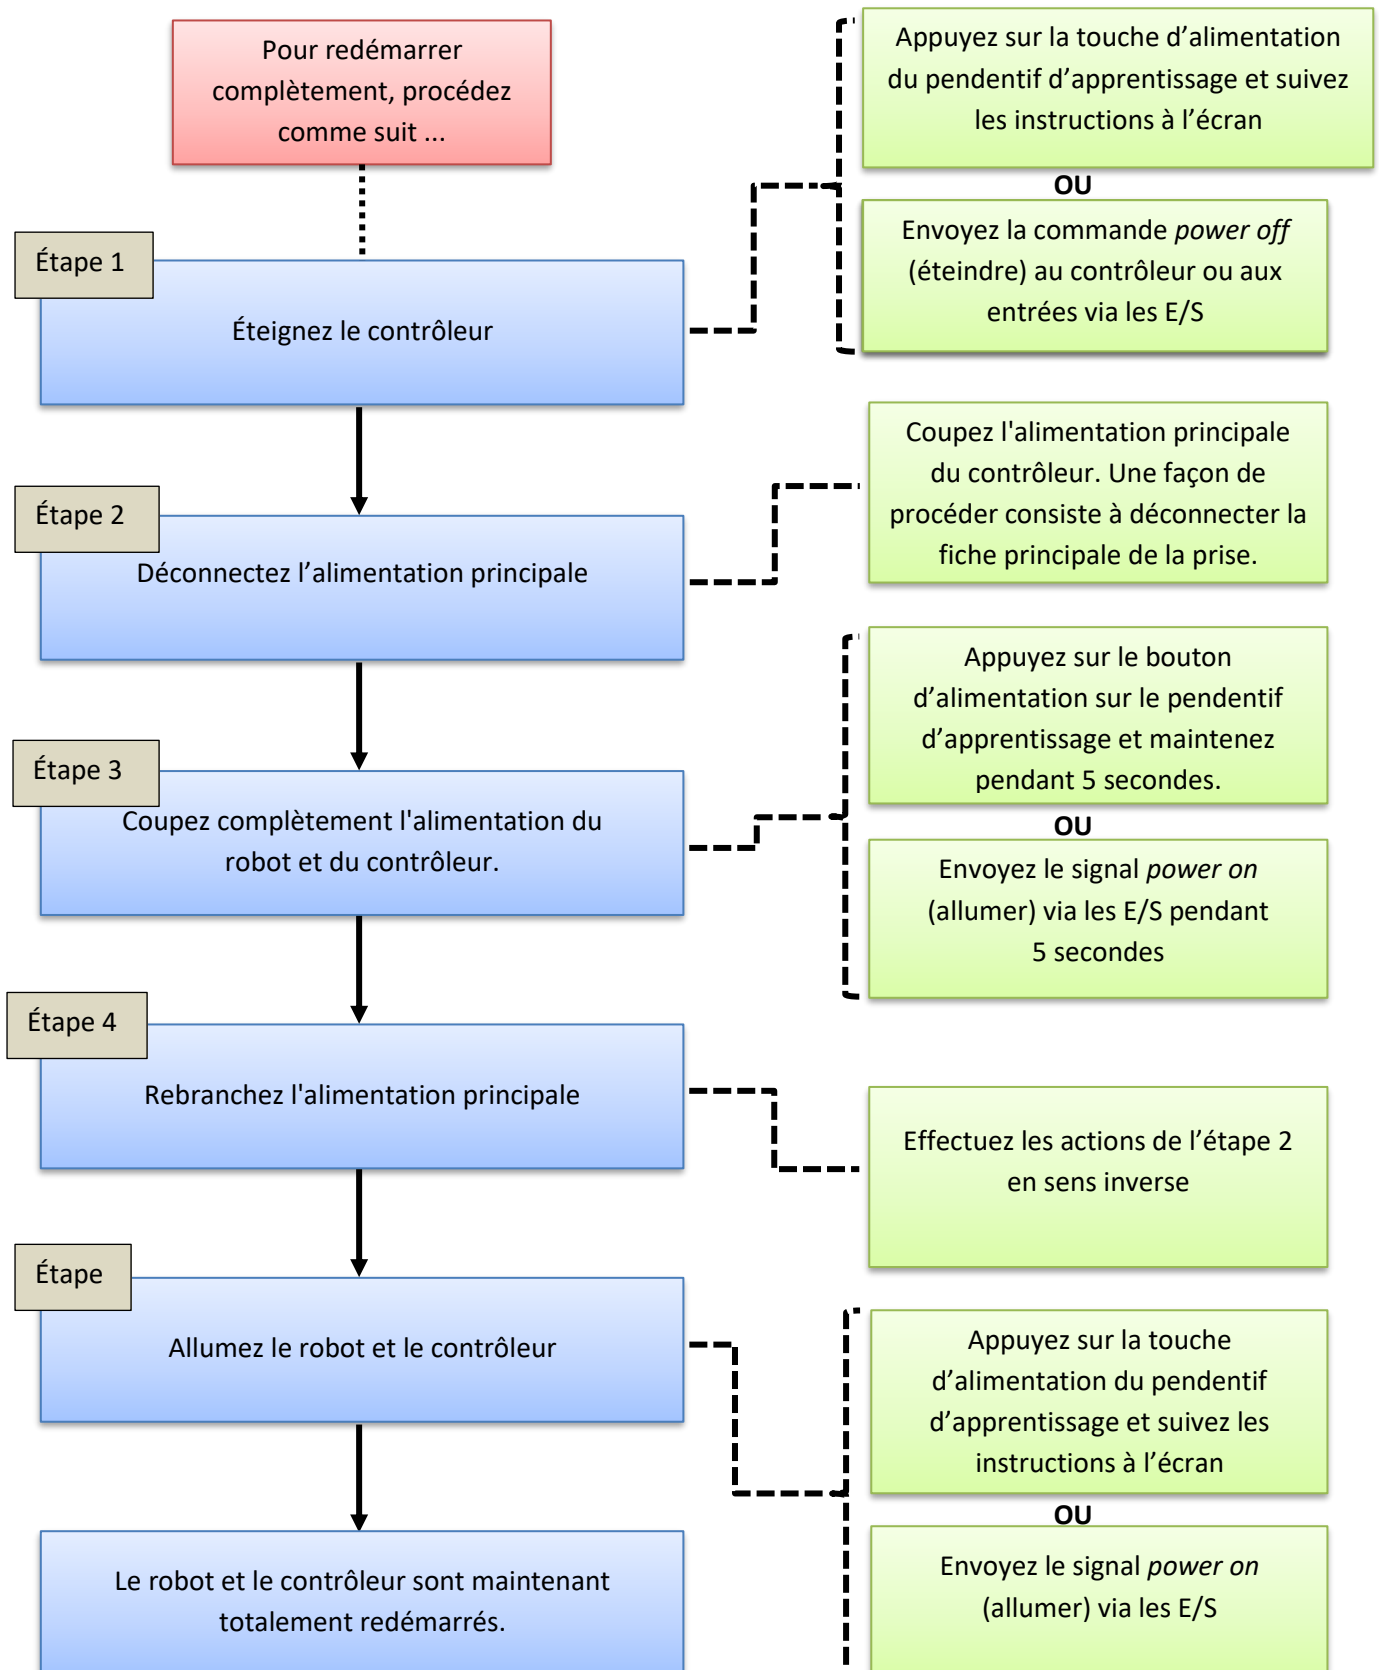 Pour redémarrer
complètement, procédez
comme suit ...
Appuyez sur la touche d’alimentation
du pendentif d’apprentissage et suivez
les instructions à l’écran
OU
Envoyez la commande power off
(éteindre) au contrôleur ou aux
entrées via les E/S
Étape 1
Éteignez le contrôleur
Coupez l'alimentation principale
du contrôleur. Une façon de
procéder consiste à déconnecter la
fiche principale de la prise.
Étape 2
Déconnectez l’alimentation principale
Appuyez sur le bouton
d’alimentation sur le pendentif
d’apprentissage et maintenez
pendant 5 secondes.
OU
Envoyez le signal power on
(allumer) via les E/S pendant
5 secondes
Étape 3
Coupez complètement l'alimentation du
robot et du contrôleur.
Étape 4
Rebranchez l'alimentation principale
Effectuez les actions de l’étape 2
en sens inverse
Étape
Allumez le robot et le contrôleur
Appuyez sur la touche
d’alimentation du pendentif
d’apprentissage et suivez les
instructions à l’écran
OU
Envoyez le signal power on
(allumer) via les E/S
Le robot et le contrôleur sont maintenant
totalement redémarrés.